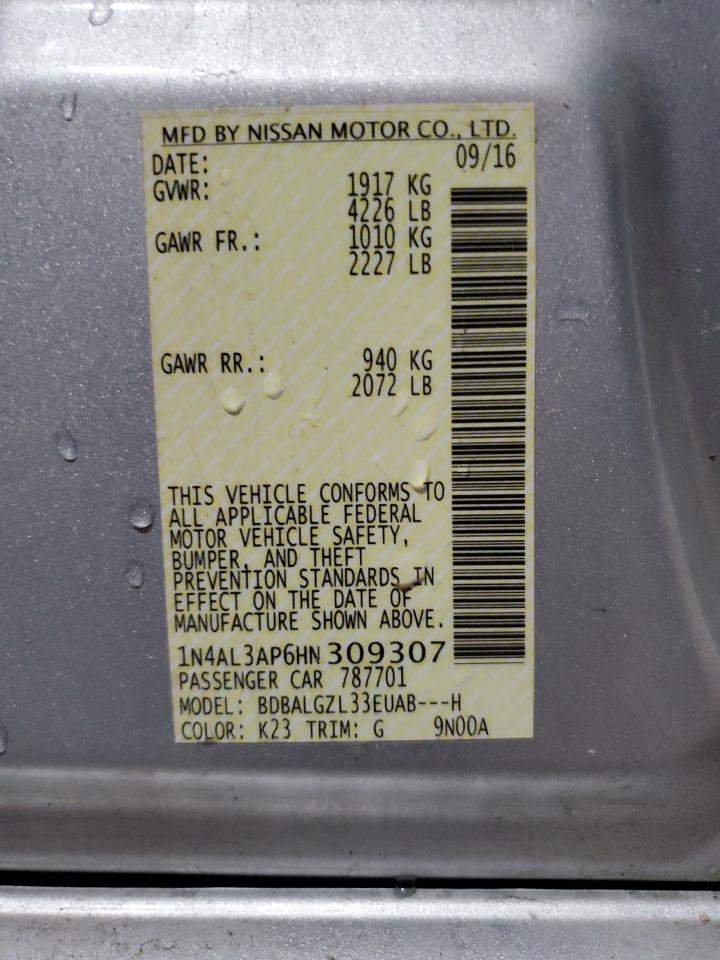 MFD BY NISSAN MOTOR CO., LTD.
DATE: 09/16
GVWR: 1917 KG
4226 LB
GAWR FR.: 1010 KG
2227 LB
GAWR RR.: 940 KG
2072 LB
THIS VEHICLE CONFORMS TO
ALL APPLICABLE FEDERAL
MOTOR VEHICLE SAFETY,
BUMPER, AND THEFT
PREVENTION STANDARDS IN
EFFECT ON THE DATE OF
MANUFACTURE SHOWN ABOVE.
1N4AL3AP6HN309307
PASSENGER CAR 787701
MODEL: BDBALGZL33EUAB---H
COLOR: K23 TRIM: G 9N00A